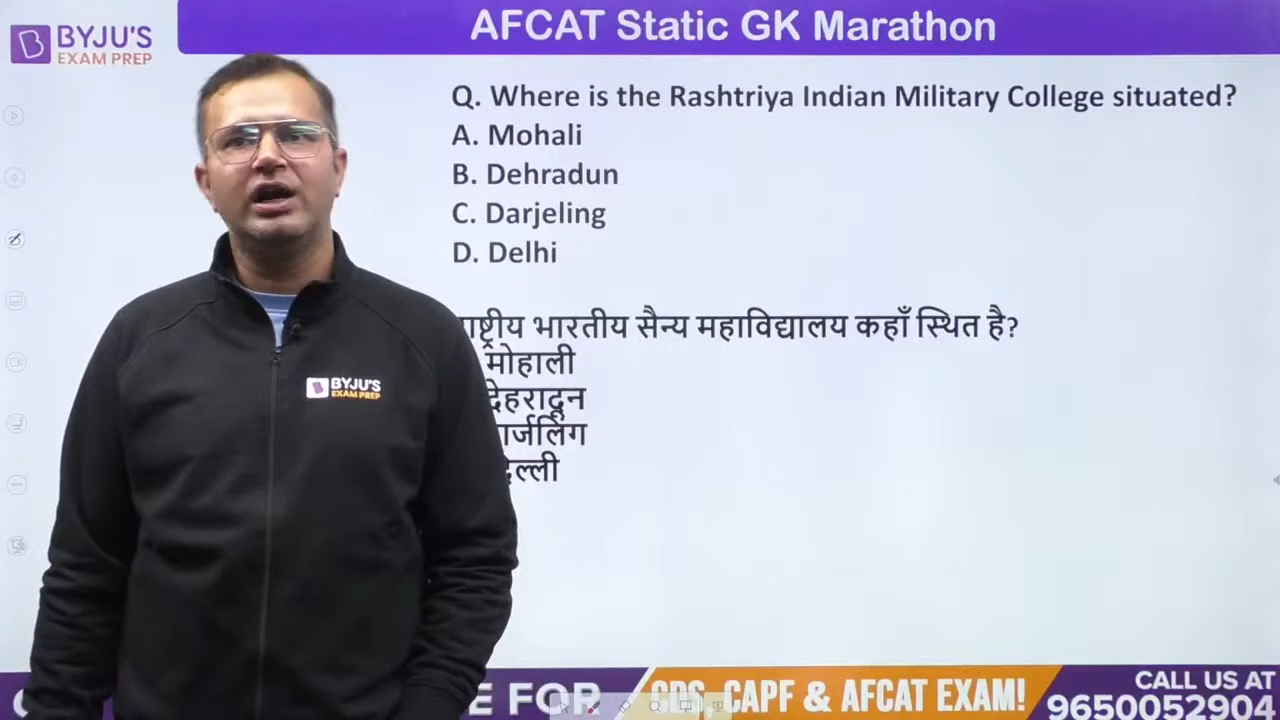 BYJU'S
EXAM PREP
AFCAT Static GK Marathon
Q. Where is the Rashtriya Indian Military College situated?
A. Mohali
B. Dehradun
C. Darjeling
D. Delhi
भारतीय सैन्य महाविद्यालय कहाँ स्थित है?
मोहाली
देहरादून
BYJU'S
EXAM PREP
FOR
CDS, CAPF & AFCAT EXAM!
CALL US AT
9650052904